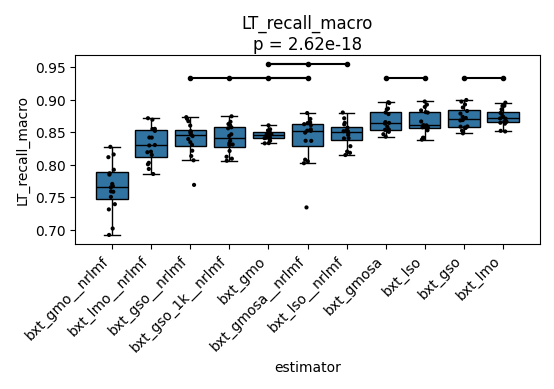 LT_recall_macro
p = 2.62e-18
0.95
0.90
0.85
0.80
0.75
0.70
LT_recall_macro
bxt_gmo__nrlmf
bxt_lmo__nrlmf
bxt_gso__nrlmf
bxt_gso_1k__nrlmf
bxt_gmo
bxt_gmosa__nrlmf
bxt_lso__nrlmf
bxt_gmosa
bxt_lso
bxt_gso
bxt_lmo
estimator